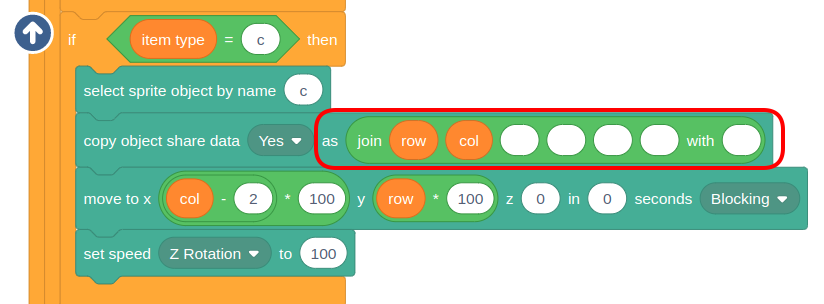 if item type = c then
select sprite object by name c
copy object share data Yes as join row col with
move to x col - 2 * 100 y row * 100 z 0 in 0 seconds Blocking
set speed Z Rotation to 100